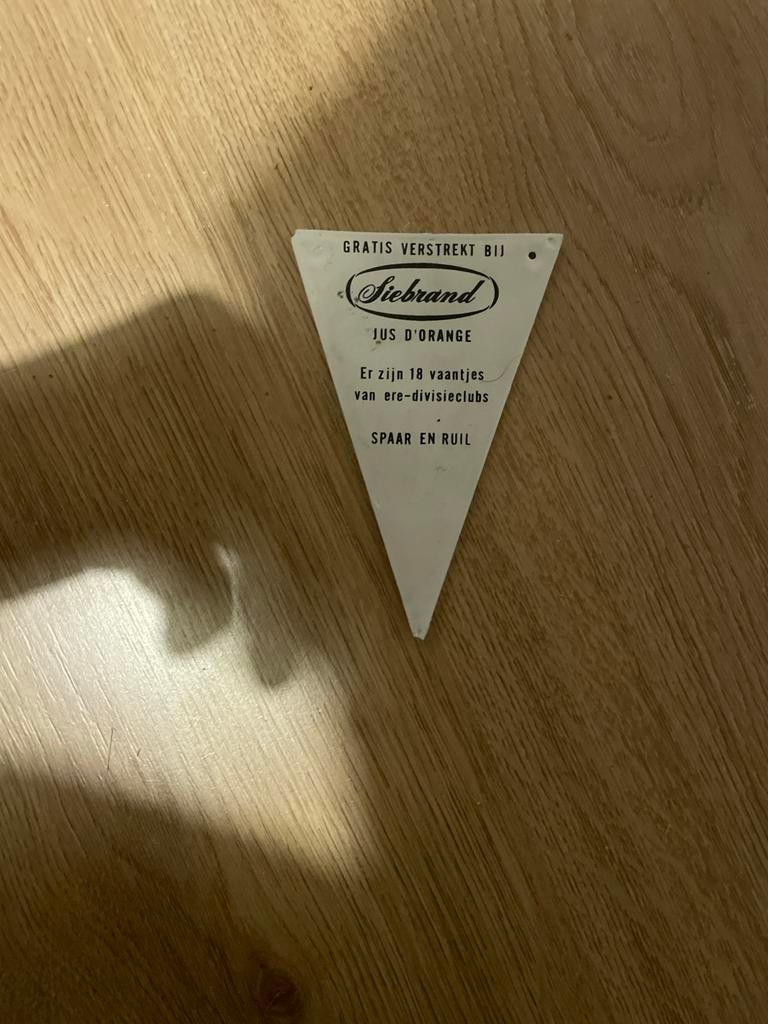 GRATIS VERSTREKT BIJ
Siebrand
JUS D'ORANGE
Er zijn 18 vaantjes
van ere-divisieclubs
SPAAR EN RUIL